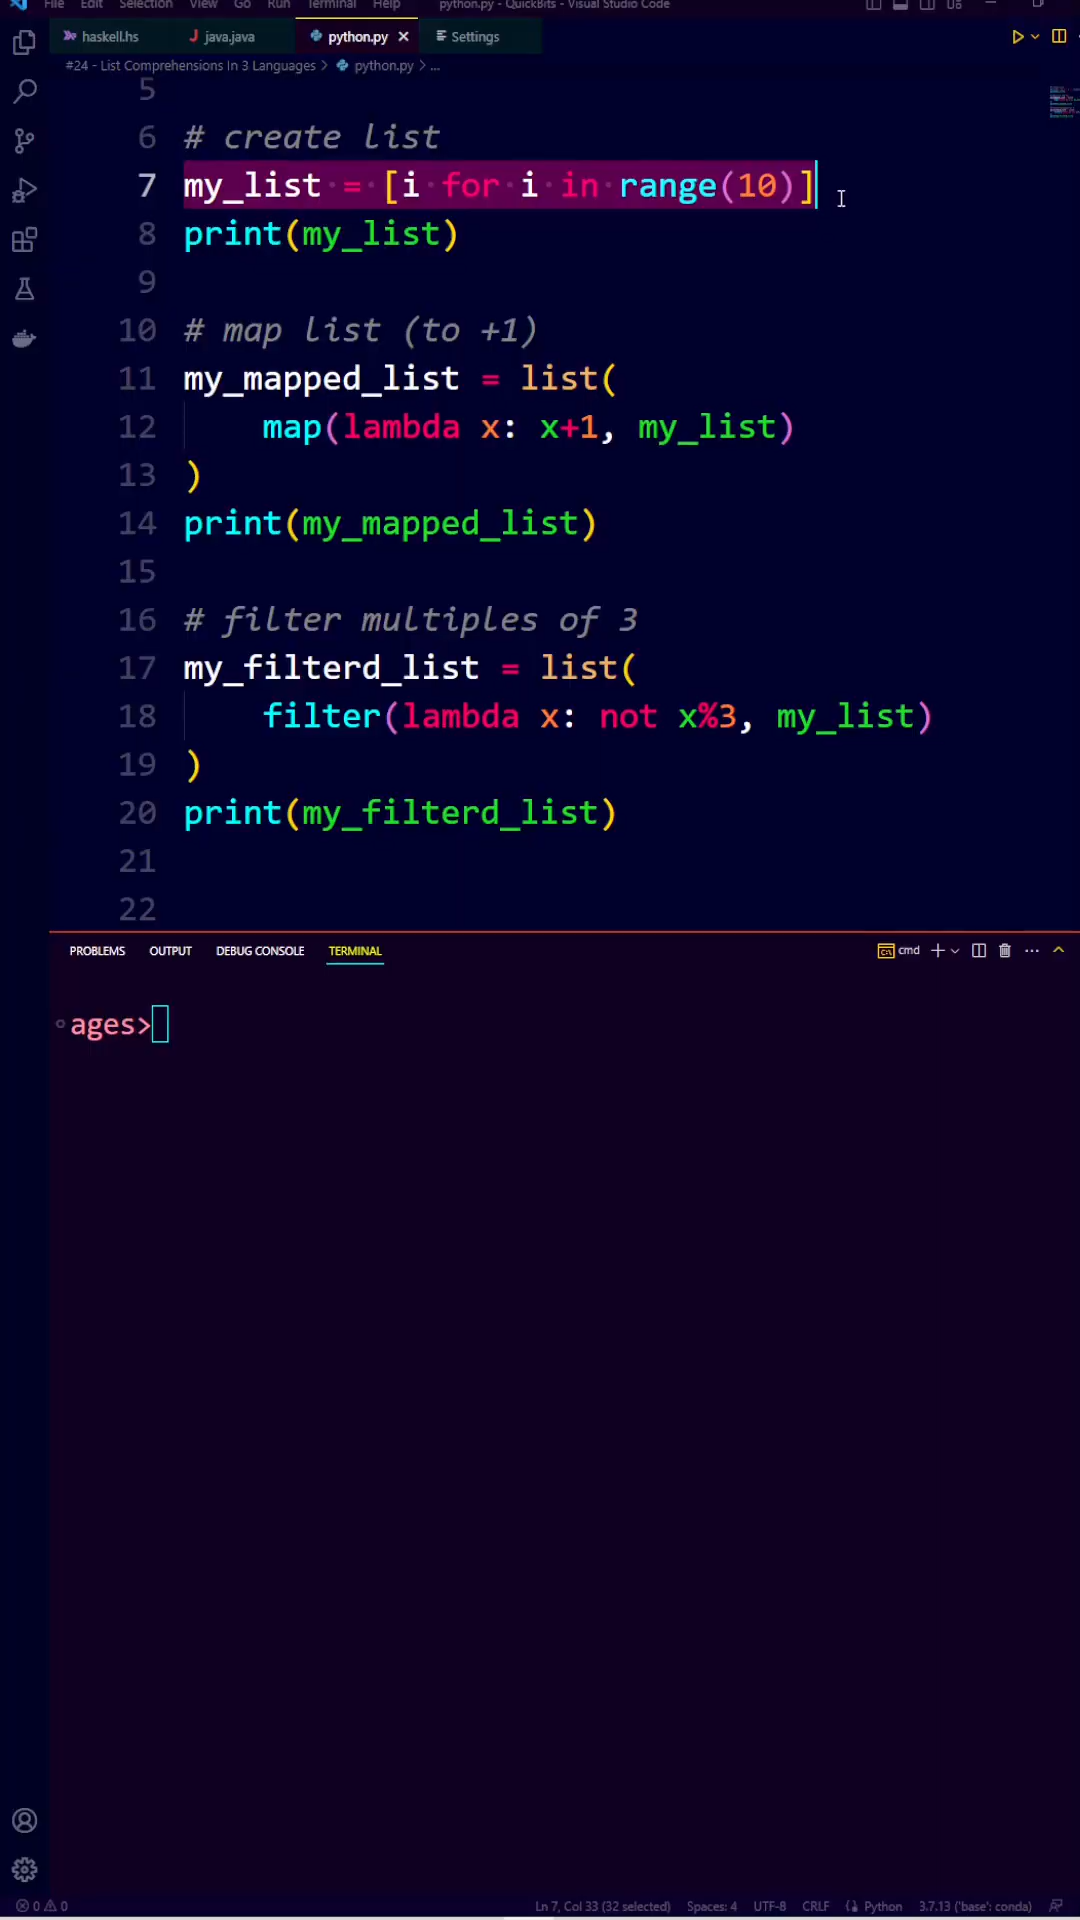 File Edit Selection View Go Run Terminal Help python.py - QuickBits - Visual Studio Code
haskell.hs java.java python.py Settings
#24 - List Comprehensions In 3 Languages > python.py > ...
5
6 # create list
7 my_list = [i for i in range(10)]
8 print(my_list)
9
10 # map list (to +1)
11 my_mapped_list = list(
12 map(lambda x: x+1, my_list)
13 )
14 print(my_mapped_list)
15
16 # filter multiples of 3
17 my_filterd_list = list(
18 filter(lambda x: not x%3, my_list)
19 )
20 print(my_filterd_list)
21
22
PROBLEMS OUTPUT DEBUG CONSOLE TERMINAL cmd
ages>
0 0 Ln 7, Col 33 (32 selected) Spaces: 4 UTF-8 CRLF Python 3.7.13 ('base': conda)